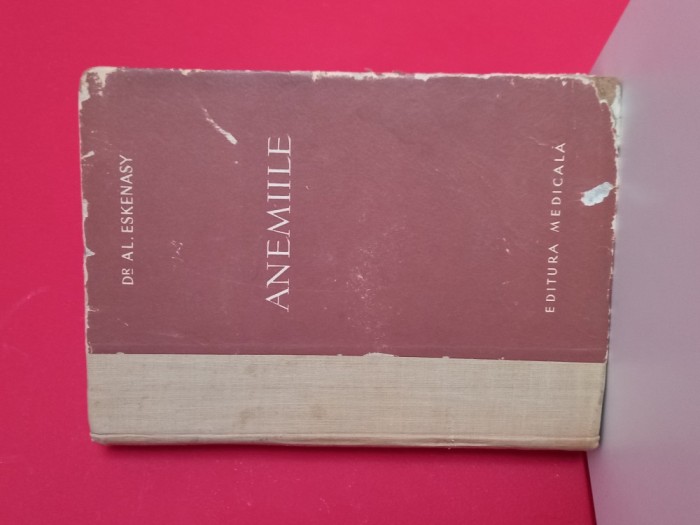 DR AL. ESKENASY
ANEMIILE
EDITURA MEDICALĂ